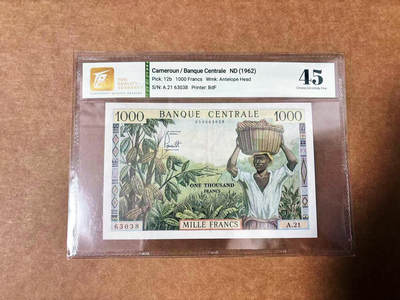 Cameroun / Banque Centrale ND (1962)
Pick: 12b 1000 Francs Wmk: Antelope Head
S/N: A.21 63038 Printer: BdF
45
1000 BANQUE CENTRALE 1000
ONE THOUSAND
FRANCS
63038 MILLE FRANCS A.21